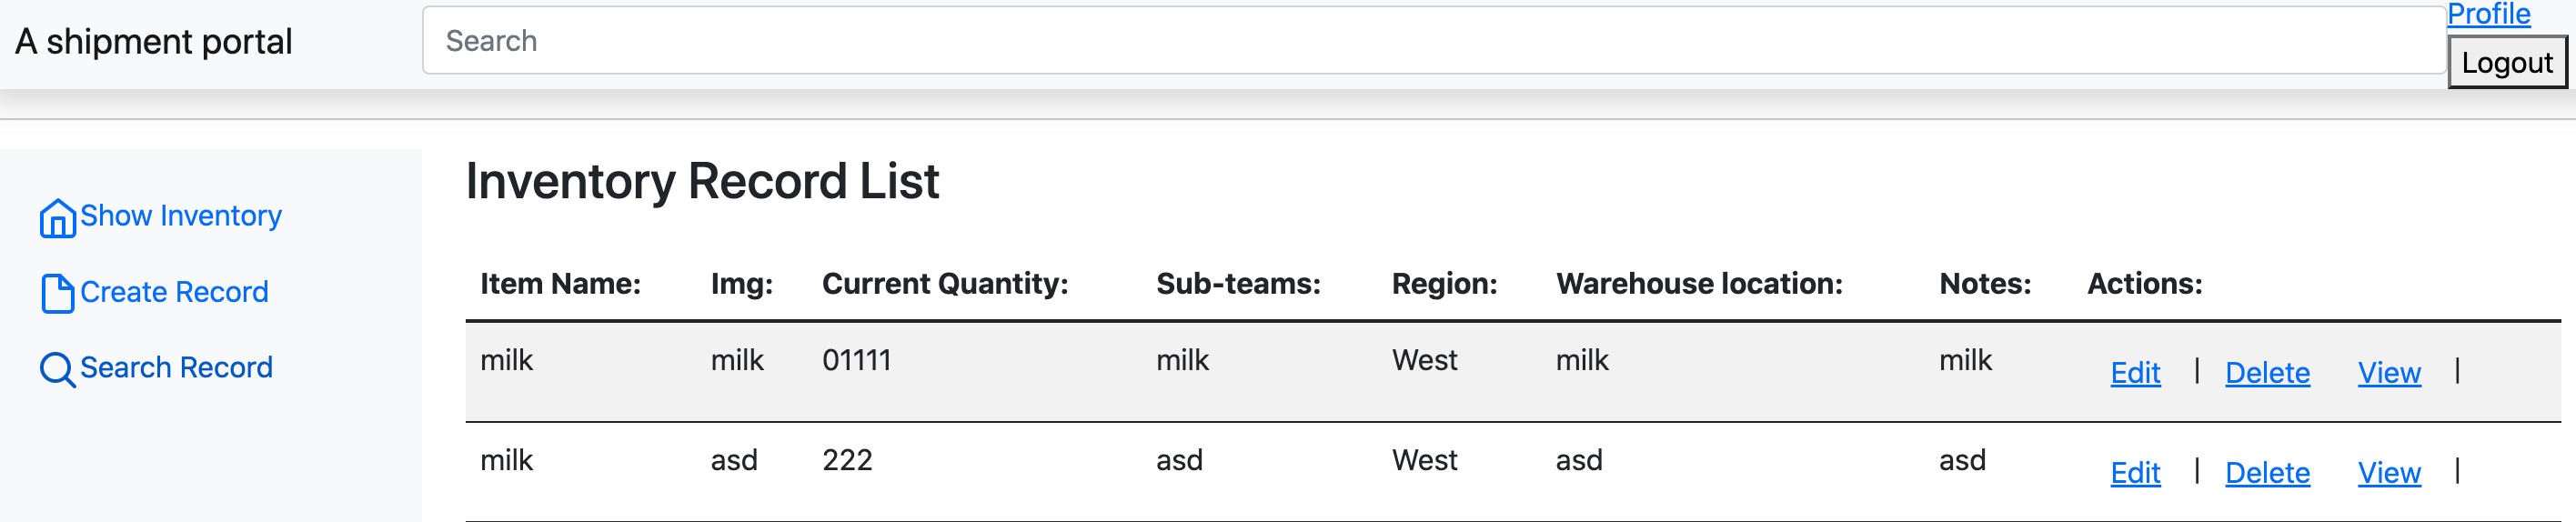 A shipment portal
Search
Profile
Logout
Show Inventory
Create Record
Search Record
Inventory Record List
Item Name: Img: Current Quantity: Sub-teams: Region: Warehouse location: Notes: Actions:
milk milk 01111 milk West milk milk Edit | Delete View |
milk asd 222 asd West asd asd Edit | Delete View |